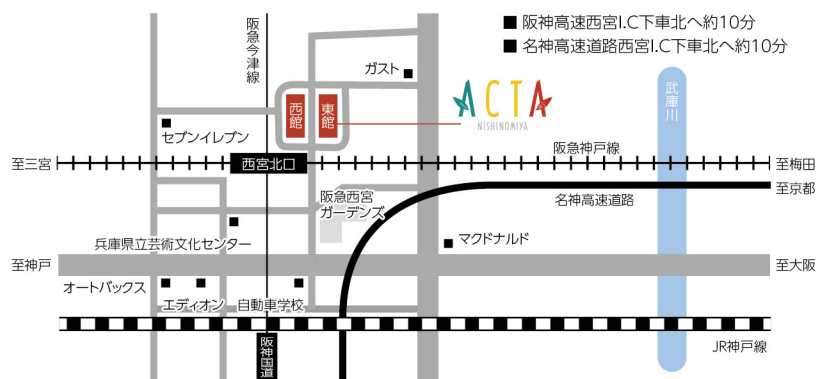 ■ 阪神高速西宮I.C下車北へ約10分
■ 名神高速道路西宮I.C下車北へ約10分
阪急今津線
ガスト
ACTA
NISHINOMIYA
西館
東館
武庫川
セブンイレブン
阪急神戸線
至三宮
西宮北口
至梅田
至京都
阪急西宮
ガーデンズ
名神高速道路
兵庫県立芸術文化センター
マクドナルド
至神戸
至大阪
オートバックス
エディオン
自動車学校
阪神国道
JR神戸線